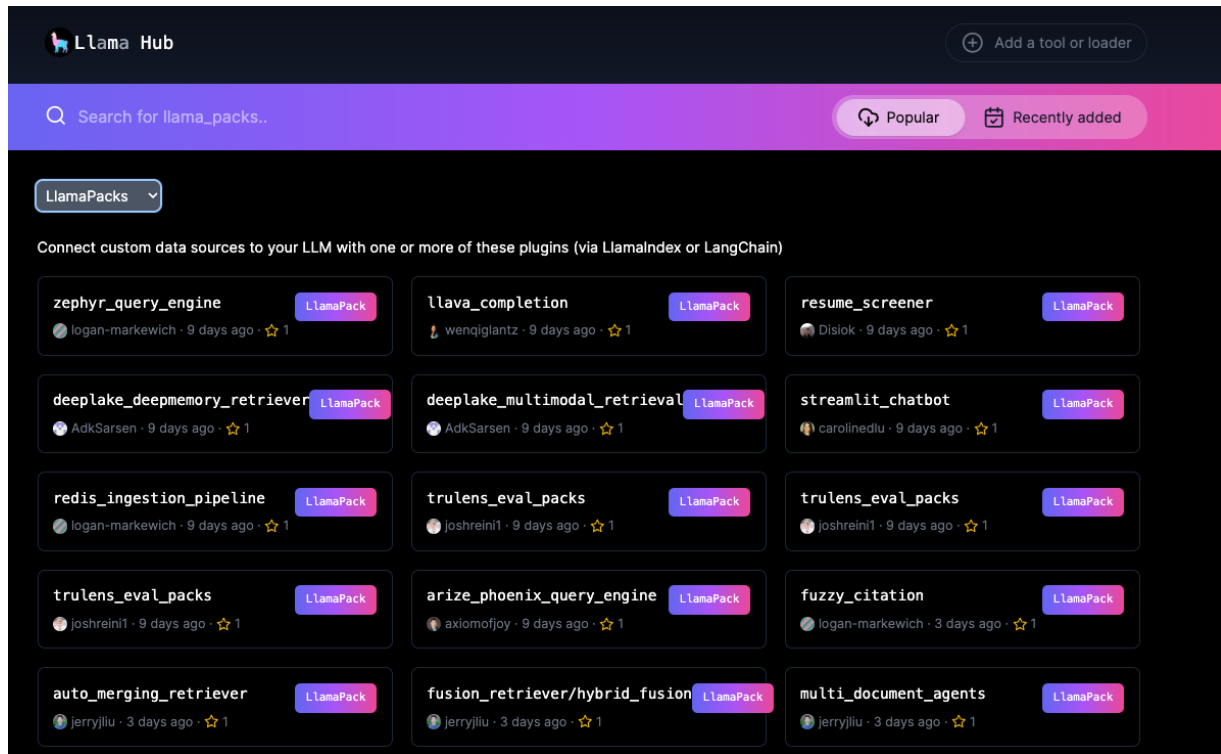 Llama Hub
Add a tool or loader
Search for llama_packs..
Popular
Recently added
LlamaPacks
Connect custom data sources to your LLM with one or more of these plugins (via LlamaIndex or LangChain)
zephyr_query_engine
LlamaPack
logan-markewich · 9 days ago · 1
llava_completion
LlamaPack
wenqiglantz · 9 days ago · 1
resume_screener
LlamaPack
Disiok · 9 days ago · 1
deeplake_deepmemory_retriever
LlamaPack
AdkSarsen · 9 days ago · 1
deeplake_multimodal_retrieval
LlamaPack
AdkSarsen · 9 days ago · 1
streamlit_chatbot
LlamaPack
carolinedlu · 9 days ago · 1
redis_ingestion_pipeline
LlamaPack
logan-markewich · 9 days ago · 1
trulens_eval_packs
LlamaPack
joshreini1 · 9 days ago · 1
trulens_eval_packs
LlamaPack
joshreini1 · 9 days ago · 1
trulens_eval_packs
LlamaPack
joshreini1 · 9 days ago · 1
arize_phoenix_query_engine
LlamaPack
axiomofjoy · 9 days ago · 1
fuzzy_citation
LlamaPack
logan-markewich · 3 days ago · 1
auto_merging_retriever
LlamaPack
jerryjliu · 3 days ago · 1
fusion_retriever/hybrid_fusion
LlamaPack
jerryjliu · 3 days ago · 1
multi_document_agents
LlamaPack
jerryjliu · 3 days ago · 1